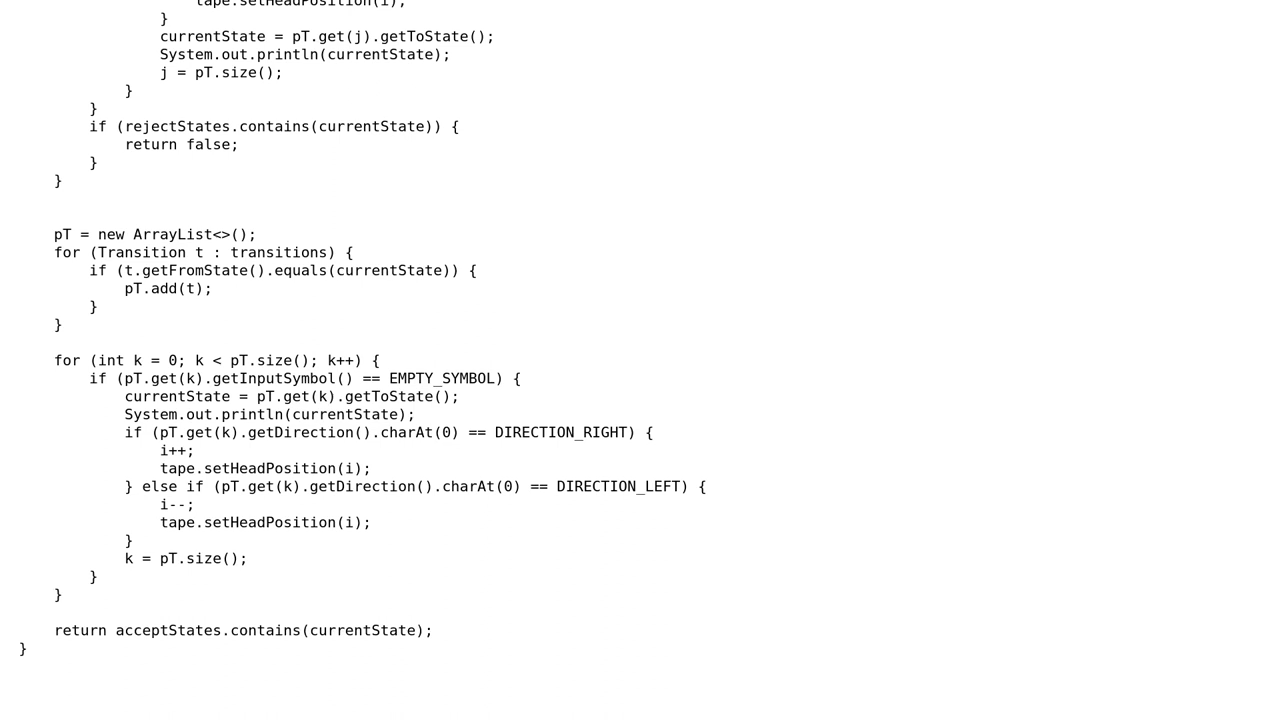 tape.setHeadPosition(i);
}
currentState = pT.get(j).getToState();
System.out.println(currentState);
j = pT.size();
}
}
if (rejectStates.contains(currentState)) {
return false;
}
}
pT = new ArrayList<>();
for (Transition t : transitions) {
if (t.getFromState().equals(currentState)) {
pT.add(t);
}
}
for (int k = 0; k < pT.size(); k++) {
if (pT.get(k).getInputSymbol() == EMPTY_SYMBOL) {
currentState = pT.get(k).getToState();
System.out.println(currentState);
if (pT.get(k).getDirection().charAt(0) == DIRECTION_RIGHT) {
i++;
tape.setHeadPosition(i);
} else if (pT.get(k).getDirection().charAt(0) == DIRECTION_LEFT) {
i--;
tape.setHeadPosition(i);
}
k = pT.size();
}
}
return acceptStates.contains(currentState);
}